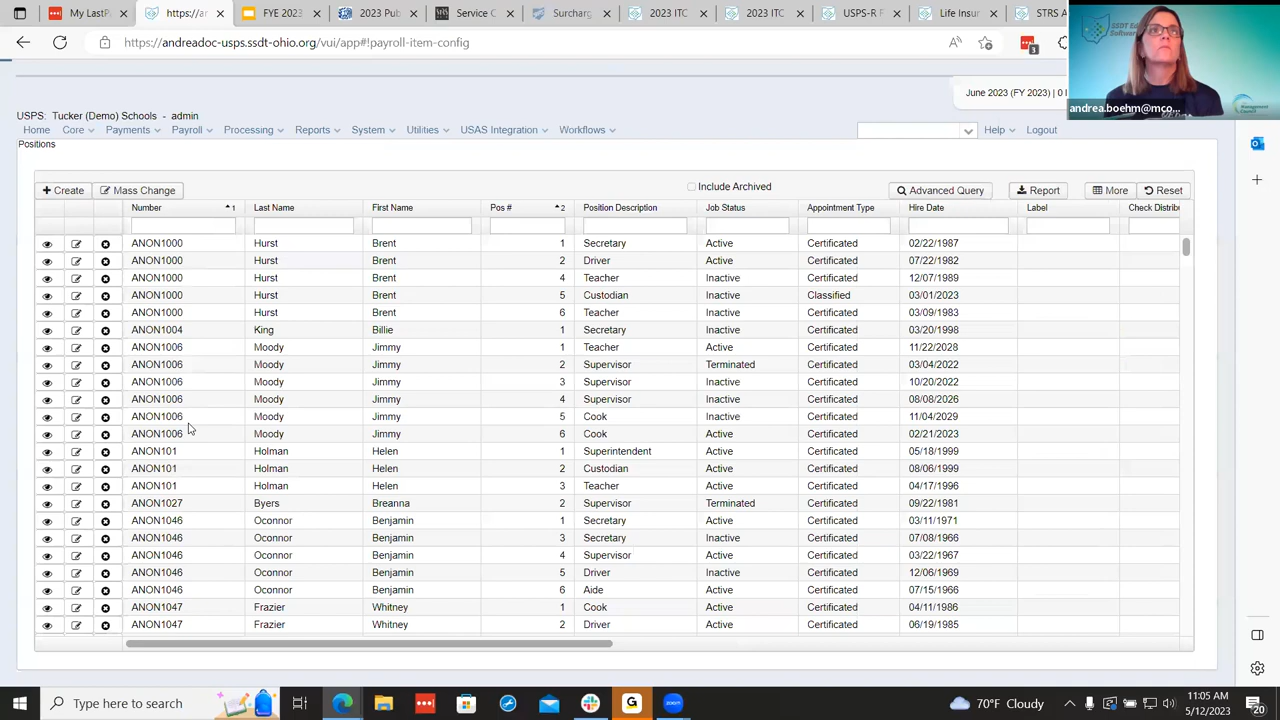 My LastP
https://ar
FYE 2023
2023 Pub
Service C
Surcharg
2023 ITC
2023 ITC
USPS-R F
Life Insur
STRS A
https://andreadoc-usps.ssdt-ohio.org/vui/app#!payroll-item-config
3
SSDT Ed
Softwar
andrea.boehm@mco...
June 2023 (FY 2023) | 0 I
USPS: Tucker (Demo) Schools - admin
Home Core Payments Payroll Processing Reports System Utilities USAS Integration Workflows Help Logout
Positions
Create Mass Change Include Archived Advanced Query Report More Reset
Number 1 Last Name First Name Pos # 2 Position Description Job Status Appointment Type Hire Date Label Check Distribu
ANON1000 Hurst Brent 1 Secretary Active Certificated 02/22/1987
ANON1000 Hurst Brent 2 Driver Active Certificated 07/22/1982
ANON1000 Hurst Brent 4 Teacher Inactive Certificated 12/07/1989
ANON1000 Hurst Brent 5 Custodian Inactive Classified 03/01/2023
ANON1000 Hurst Brent 6 Teacher Inactive Certificated 03/09/1983
ANON1004 King Billie 1 Secretary Inactive Certificated 03/20/1998
ANON1006 Moody Jimmy 1 Teacher Active Certificated 11/22/2028
ANON1006 Moody Jimmy 2 Supervisor Terminated Certificated 03/04/2022
ANON1006 Moody Jimmy 3 Supervisor Inactive Certificated 10/20/2022
ANON1006 Moody Jimmy 4 Supervisor Inactive Certificated 08/08/2026
ANON1006 Moody Jimmy 5 Cook Inactive Certificated 11/04/2029
ANON1006 Moody Jimmy 6 Cook Active Certificated 02/21/2023
ANON101 Holman Helen 1 Superintendent Active Certificated 05/18/1999
ANON101 Holman Helen 2 Custodian Active Certificated 08/06/1999
ANON101 Holman Helen 3 Teacher Active Certificated 04/17/1996
ANON1027 Byers Breanna 2 Supervisor Terminated Certificated 09/22/1981
ANON1046 Oconnor Benjamin 1 Secretary Active Certificated 03/11/1971
ANON1046 Oconnor Benjamin 3 Secretary Inactive Certificated 07/08/1966
ANON1046 Oconnor Benjamin 4 Supervisor Active Certificated 03/22/1967
ANON1046 Oconnor Benjamin 5 Driver Inactive Certificated 12/06/1969
ANON1046 Oconnor Benjamin 6 Aide Active Certificated 07/15/1966
ANON1047 Frazier Whitney 1 Cook Active Certificated 04/11/1986
ANON1047 Frazier Whitney 2 Driver Active Certificated 06/19/1985
Type here to search
70°F Cloudy
11:05 AM
5/12/2023
20